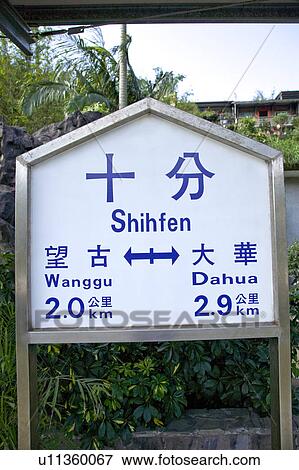 十分
Shihfen
望古 ⟷ 大華
Wanggu Dahua
2.0 公里 km 2.9 公里 km
© Fotosearch
u11360067 www.fotosearch.com